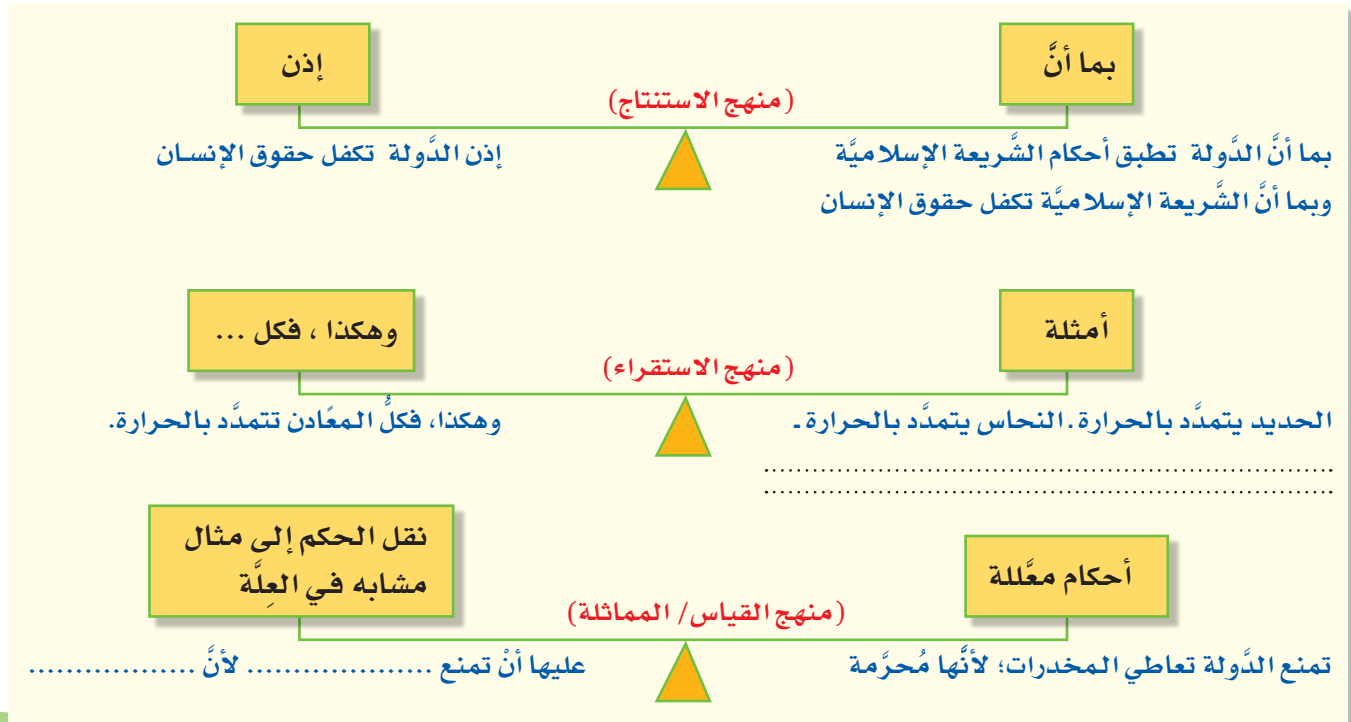 بما أنَّ
إذن
(منهج الاستنتاج)
بما أنَّ الدَّولة تطبق أحكام الشَّريعة الإسلاميَّة
وبما أنَّ الشَّريعة الإسلاميَّة تكفل حقوق الإنسان
إذن الدَّولة تكفل حقوق الإنسان
أمثلة
وهكذا ، فكل ...
(منهج الاستقراء)
الحديد يتمدَّد بالحرارة. النحاس يتمدَّد بالحرارة ـ
......................................................................
......................................................................
وهكذا، فكلُّ المعًادن تتمدَّد بالحرارة.
أحكام معَّللة
نقل الحكم إلى مثال
مشابه في العِلَّة
(منهج القياس/ المماثلة)
تمنع الدَّولة تعاطي المخدرات؛ لأنَّها مُحرَّمة
عليها أنْ تمنع .................... لأنَّ ..................